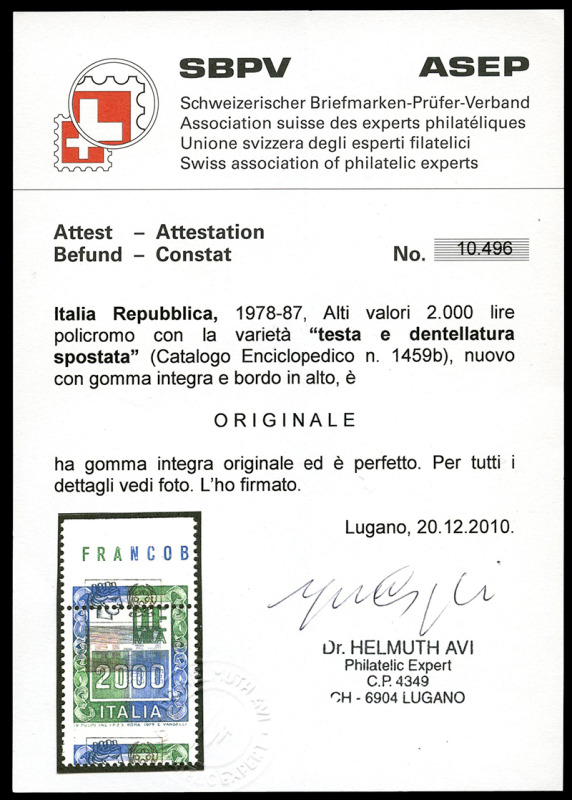 SBPV ASEP
Schweizerischer Briefmarken-Prüfer-Verband
Association suisse des experts philatéliques
Unione svizzera degli esperti filatelici
Swiss association of philatelic experts
Attest – Attestation
Befund – Constat
No. 10.496
Italia Repubblica, 1978-87, Alti valori 2.000 lire
policromo con la varietà “testa e dentellatura
spostata” (Catalogo Enciclopedico n. 1459b), nuovo
con gomma integra e bordo in alto, è
ORIGINALE
ha gomma integra originale ed è perfetto. Per tutti i
dettagli vedi foto. L’ho firmato.
Lugano, 20.12.2010.
FRANCOB
2000
ITALIA
Dr. HELMUTH AVI
Philatelic Expert
C.P. 4349
CH - 6904 LUGANO